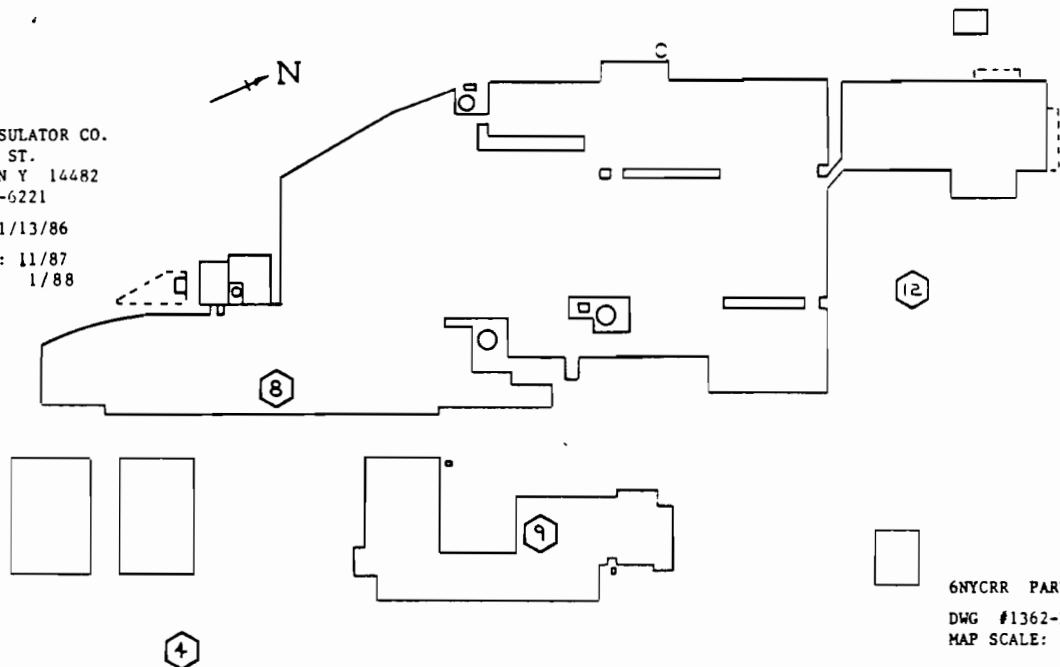 N
SULATOR CO.
ST.
N Y 14482
-6221
1/13/86
: 11/87
1/88
12
8
9
4
6NYCRR PAR
DWG #1362-
MAP SCALE: